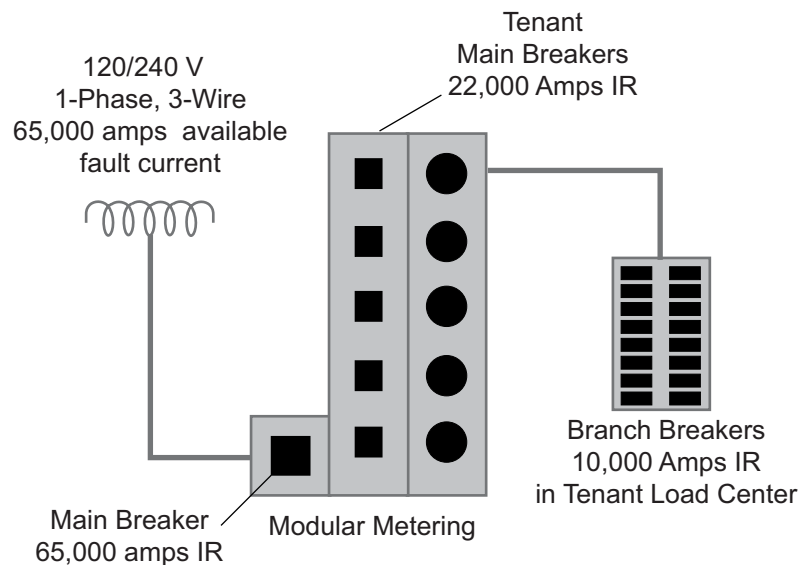 Tenant
Main Breakers
22,000 Amps IR
120/240 V
1-Phase, 3-Wire
65,000 amps available
fault current
Branch Breakers
10,000 Amps IR
in Tenant Load Center
Main Breaker
65,000 amps IR
Modular Metering